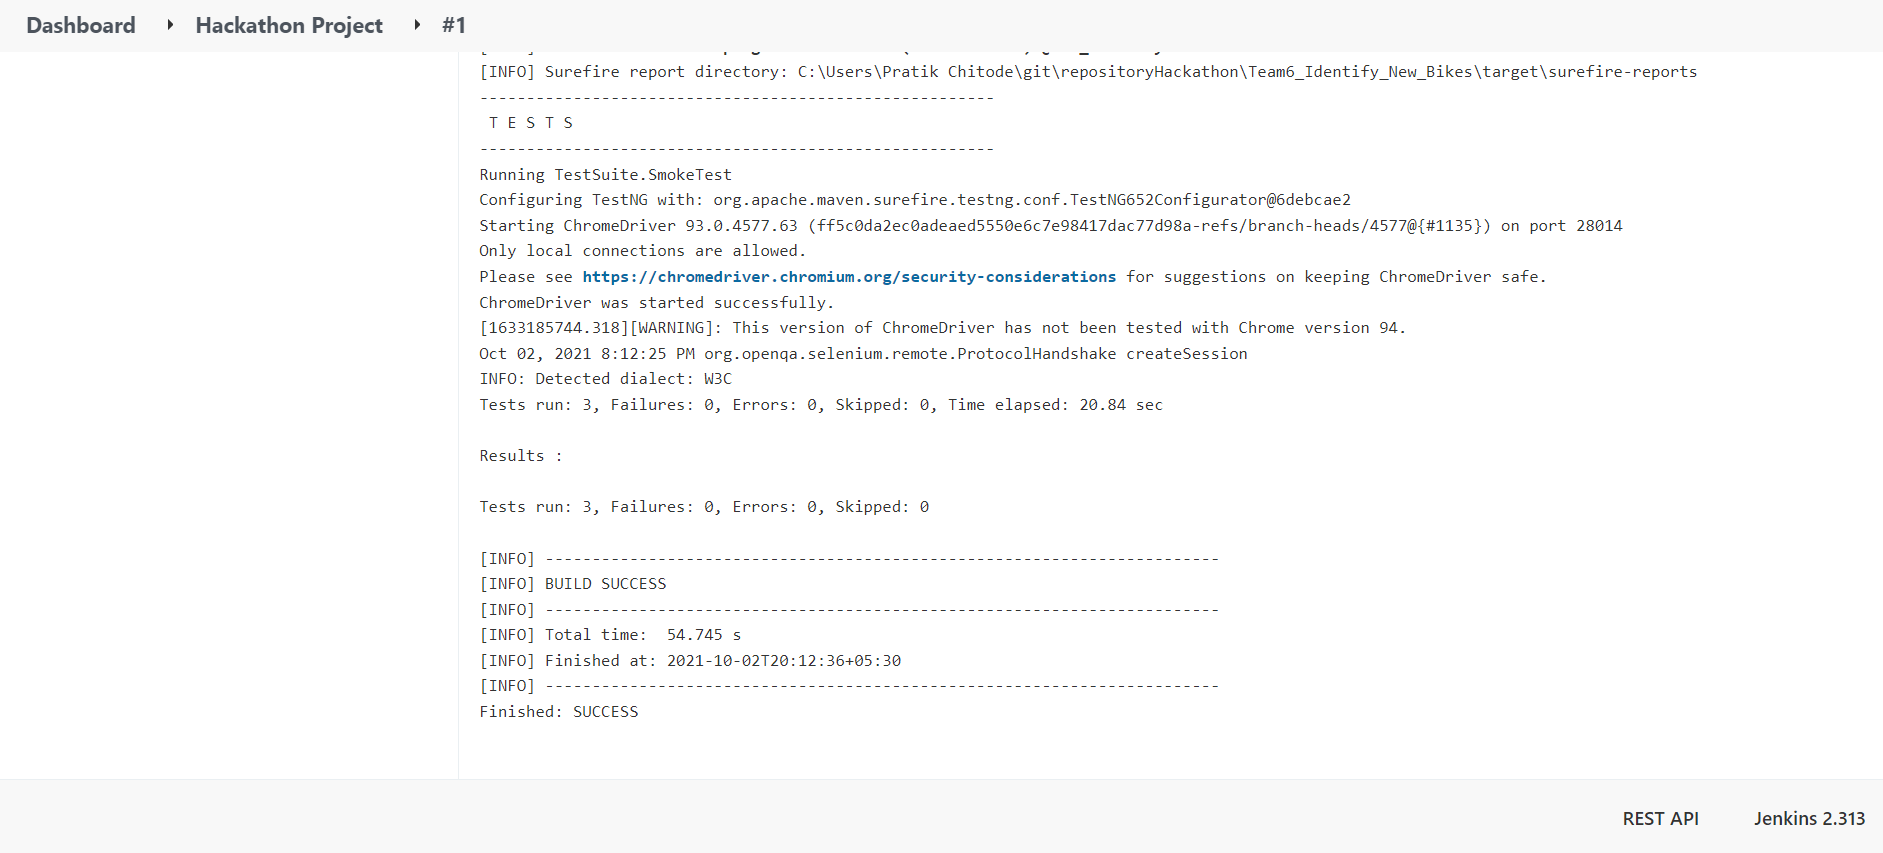 Dashboard Hackathon Project #1
[INFO] Surefire report directory: C:\Users\Pratik Chitode\git\repositoryHackathon\Team6_Identify_New_Bikes\target\surefire-reports
-------------------------------------------------------
 T E S T S
-------------------------------------------------------
Running TestSuite.SmokeTest
Configuring TestNG with: org.apache.maven.surefire.testng.conf.TestNG652Configurator@6debcae2
Starting ChromeDriver 93.0.4577.63 (ff5c0da2ec0adeaed5550e6c7e98417dac77d98a-refs/branch-heads/4577@{#1135}) on port 28014
Only local connections are allowed.
Please see https://chromedriver.chromium.org/security-considerations for suggestions on keeping ChromeDriver safe.
ChromeDriver was started successfully.
[1633185744.318][WARNING]: This version of ChromeDriver has not been tested with Chrome version 94.
Oct 02, 2021 8:12:25 PM org.openqa.selenium.remote.ProtocolHandshake createSession
INFO: Detected dialect: W3C
Tests run: 3, Failures: 0, Errors: 0, Skipped: 0, Time elapsed: 20.84 sec
Results :
Tests run: 3, Failures: 0, Errors: 0, Skipped: 0
[INFO] ------------------------------------------------------------------------
[INFO] BUILD SUCCESS
[INFO] ------------------------------------------------------------------------
[INFO] Total time:  54.745 s
[INFO] Finished at: 2021-10-02T20:12:36+05:30
[INFO] ------------------------------------------------------------------------
Finished: SUCCESS
REST API Jenkins 2.313